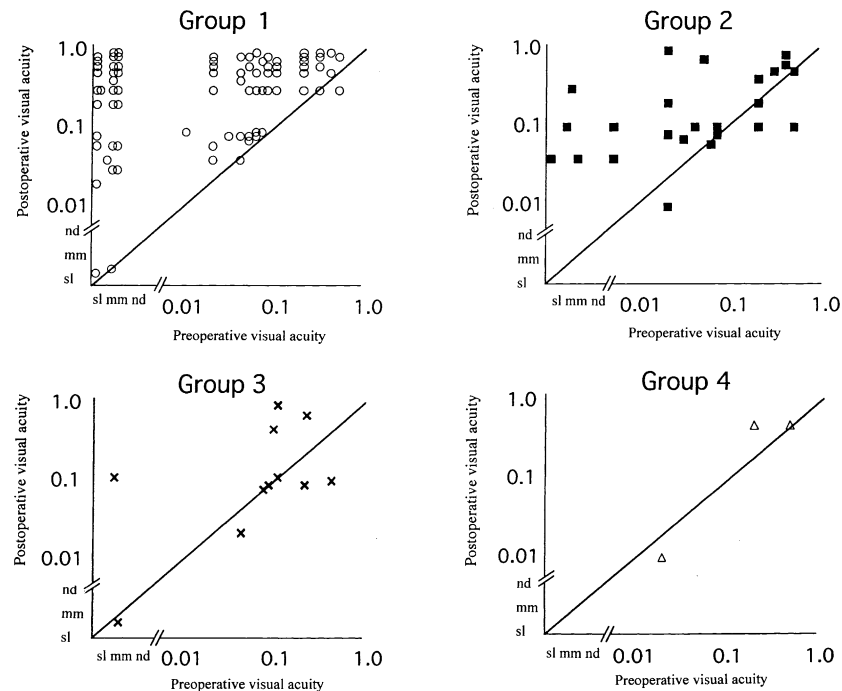 Group 1
Postoperative visual acuity
1.0
0.1
0.01
nd
mm
sl
sl mm nd
0.01
0.1
1.0
Preoperative visual acuity
Group 2
Postoperative visual acuity
1.0
0.1
0.01
nd
mm
sl
sl mm nd
0.01
0.1
1.0
Preoperative visual acuity
Group 3
Postoperative visual acuity
1.0
0.1
0.01
nd
mm
sl
sl mm nd
0.01
0.1
1.0
Preoperative visual acuity
Group 4
Postoperative visual acuity
1.0
0.1
0.01
nd
mm
sl
sl mm nd
0.01
0.1
1.0
Preoperative visual acuity